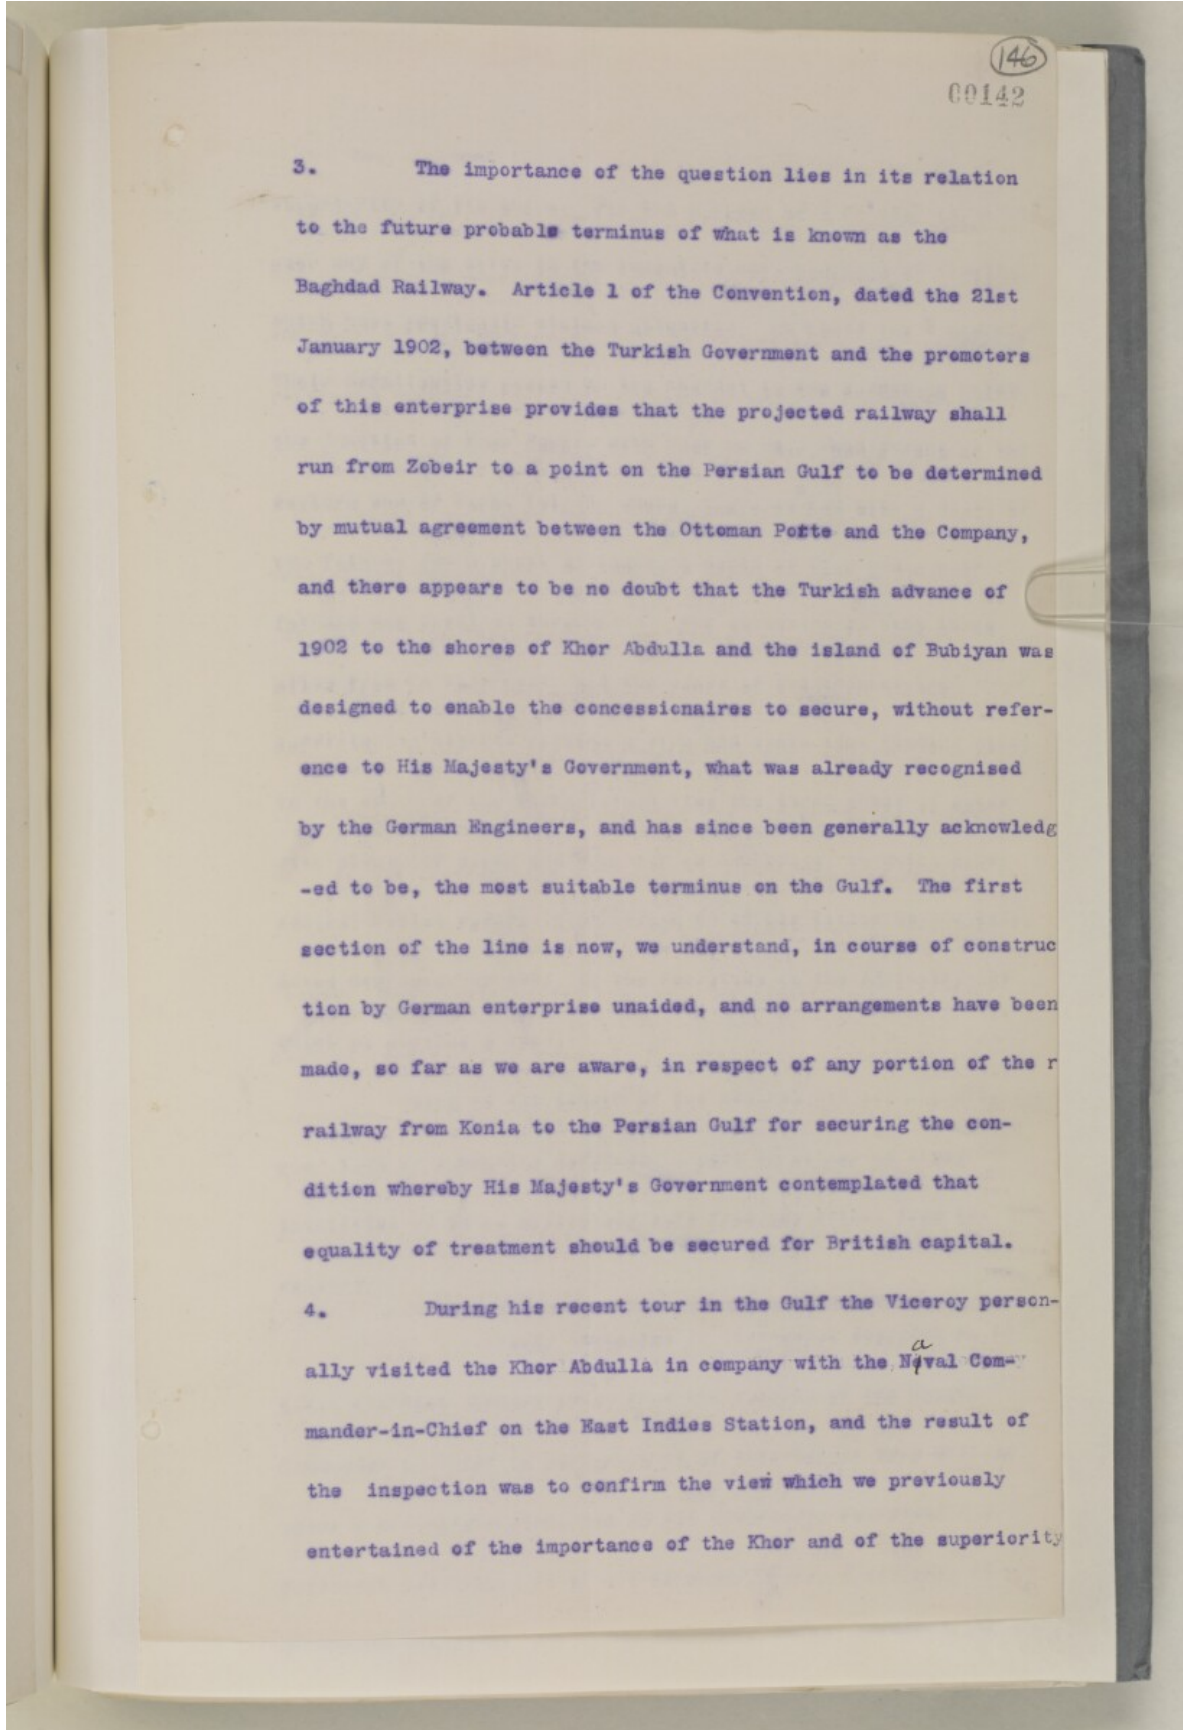 146
00142
3. The importance of the question lies in its relation
to the future probable terminus of what is known as the
Baghdad Railway. Article 1 of the Convention, dated the 21st
January 1902, between the Turkish Government and the promoters
of this enterprise provides that the projected railway shall
run from Zobeir to a point on the Persian Gulf to be determined
by mutual agreement between the Ottoman Porte and the Company,
and there appears to be no doubt that the Turkish advance of
1902 to the shores of Khor Abdulla and the island of Bubiyan was
designed to enable the concessionaires to secure, without refer-
ence to His Majesty's Government, what was already recognised
by the German Engineers, and has since been generally acknowledg
-ed to be, the most suitable terminus on the Gulf. The first
section of the line is now, we understand, in course of construc
tion by German enterprise unaided, and no arrangements have been
made, so far as we are aware, in respect of any portion of the r
railway from Konia to the Persian Gulf for securing the con-
dition whereby His Majesty's Government contemplated that
equality of treatment should be secured for British capital.
4. During his recent tour in the Gulf the Viceroy person-
ally visited the Khor Abdulla in company with the Naval Com-
mander-in-Chief on the East Indies Station, and the result of
the inspection was to confirm the view which we previously
entertained of the importance of the Khor and of the superiority